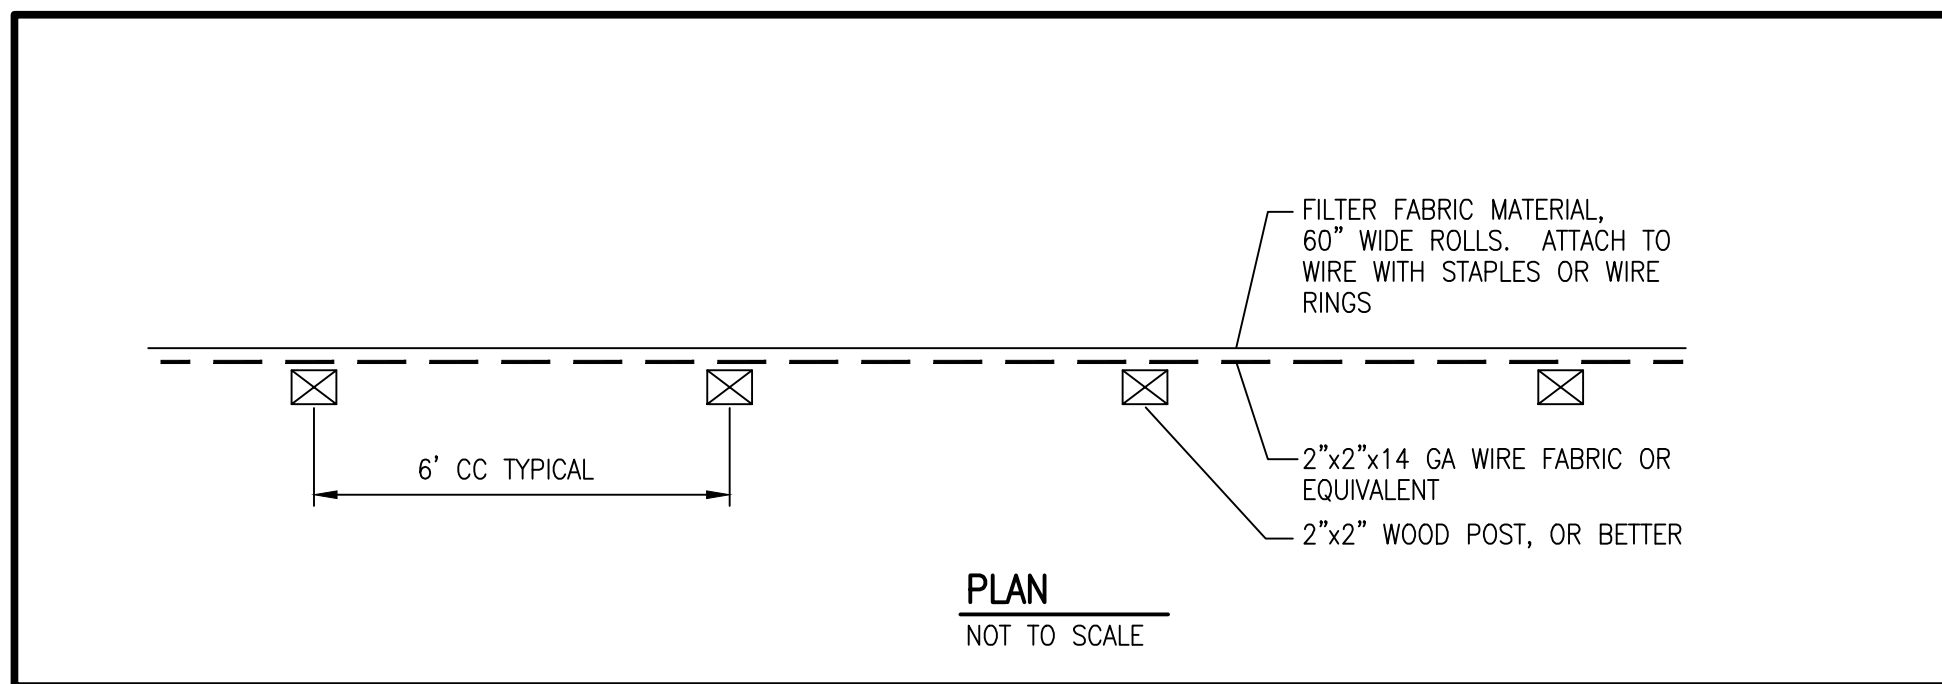 FILTER FABRIC MATERIAL,
60" WIDE ROLLS. ATTACH TO
WIRE WITH STAPLES OR WIRE
RINGS
6' CC TYPICAL
2"x2"x14 GA WIRE FABRIC OR
EQUIVALENT
2"x2" WOOD POST, OR BETTER
PLAN
NOT TO SCALE